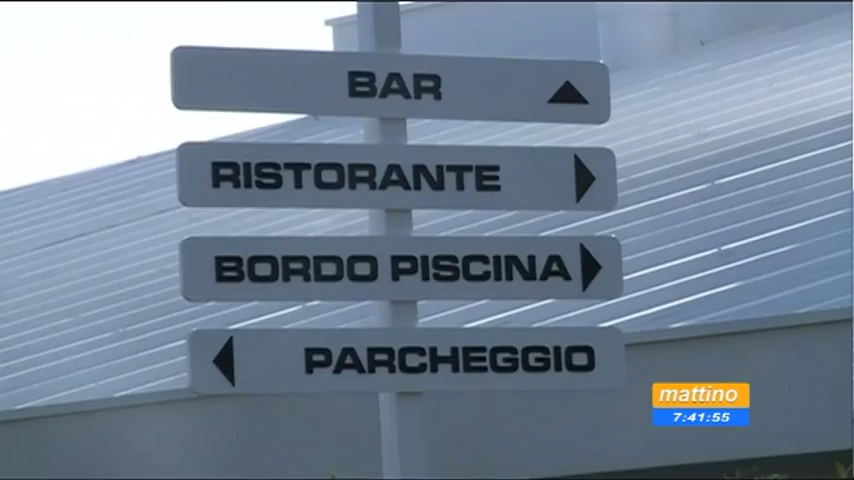 BAR
RISTORANTE
BORDO PISCINA
PARCHEGGIO
mattino
7:41:55